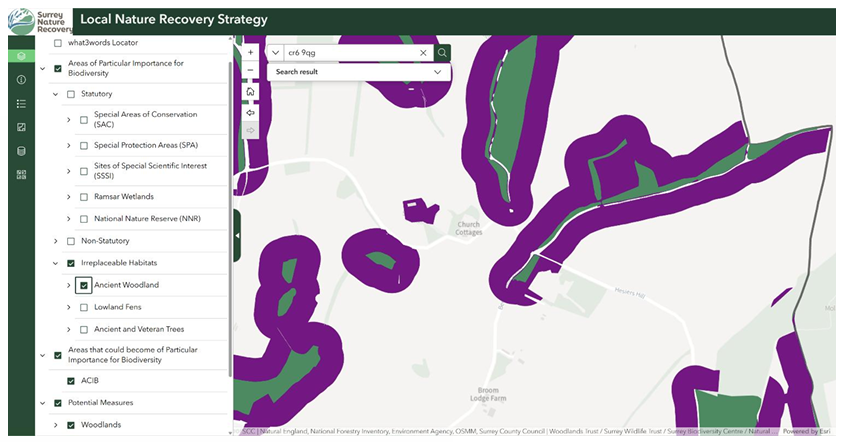 Surrey
Nature
Recovery
Local Nature Recovery Strategy
what3words Locator
Areas of Particular Importance for
Biodiversity
Statutory
Special Areas of Conservation
(SAC)
Special Protection Areas (SPA)
Sites of Special Scientific Interest
(SSSI)
Ramsar Wetlands
National Nature Reserve (NNR)
Non-Statutory
Irreplaceable Habitats
Ancient Woodland
Lowland Fens
Ancient and Veteran Trees
Areas that could become of Particular
Importance for Biodiversity
ACIB
Potential Measures
Woodlands
cr6 9qg
Search result
Church
Cottages
Hesiers Hill
Broom
Lodge Farm
SCC | Natural England, National Forestry Inventory, Environment Agency, OSMM, Surrey County Council | Woodlands Trust / Surrey Wildlife Trust / Surrey Biodiversity Centre / Natural ... Powered by Esri